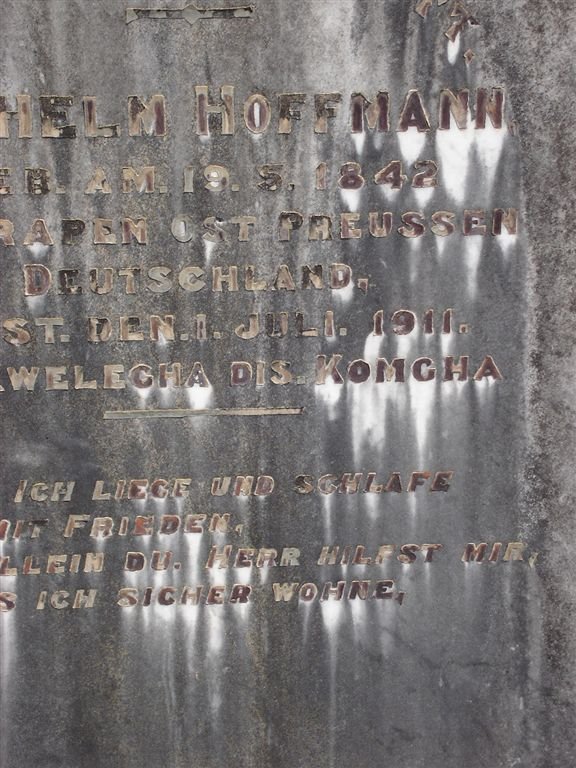 HELM HOFFMANN.
EB. AM. 19. 5. 1842
RAPEN OST PREUSSEN
DEUTSCHLAND,
ST. DEN. 1. JULI. 1911.
KWELEGHA DIS. KOMGHA
ICH LIEGE UND SCHLAFE
MIT FRIEDEN,
LLEIN DU. HERR HILFST MIR,
S ICH SICHER WOHNE,